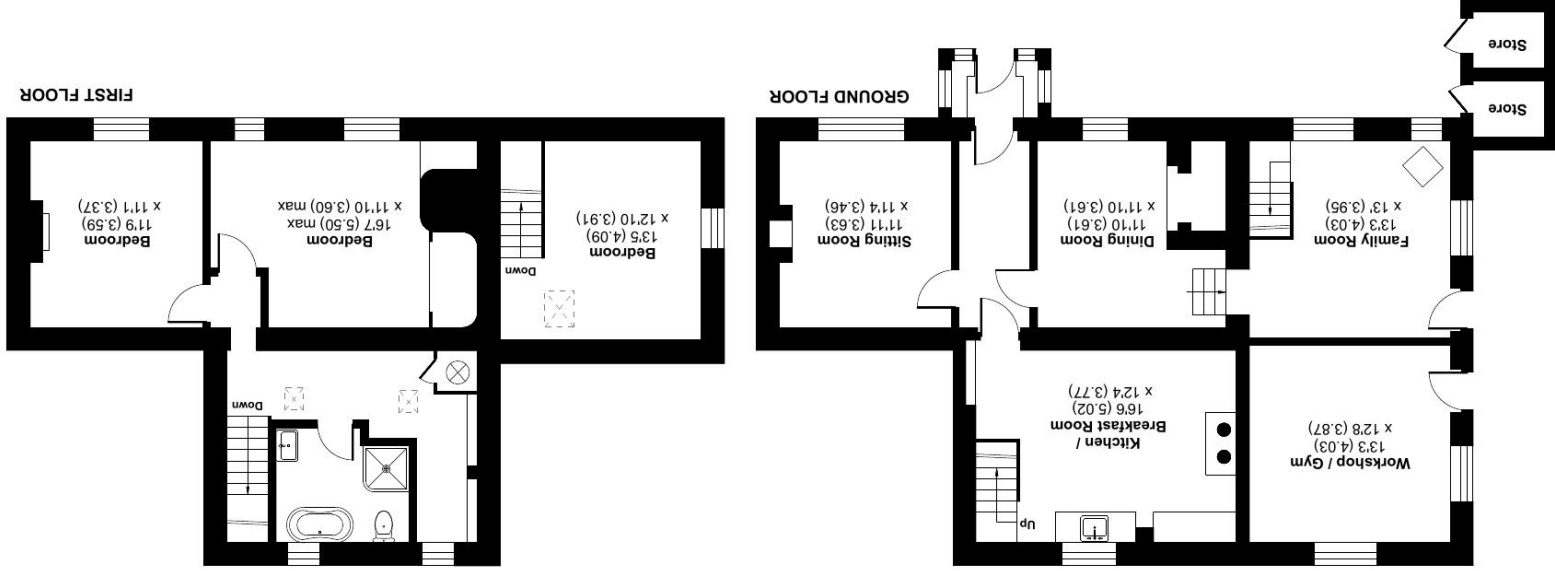 Store
Store
GROUND FLOOR
Family Room
13'3 (4.03)
x 13' (3.95)
Dining Room
11'10 (3.61)
x 11'10 (3.61)
Sitting Room
11'11 (3.63)
x 11'4 (3.46)
Workshop / Gym
13'3 (4.03)
x 12'8 (3.87)
Kitchen /
Breakfast Room
16'6 (5.02)
x 12'4 (3.77)
Up
FIRST FLOOR
Bedroom
13'5 (4.09)
x 12'10 (3.91)
Down
Bedroom
16'7 (5.50) max
x 11'10 (3.60) max
Bedroom
11'9 (3.59)
x 11'1 (3.37)
Down